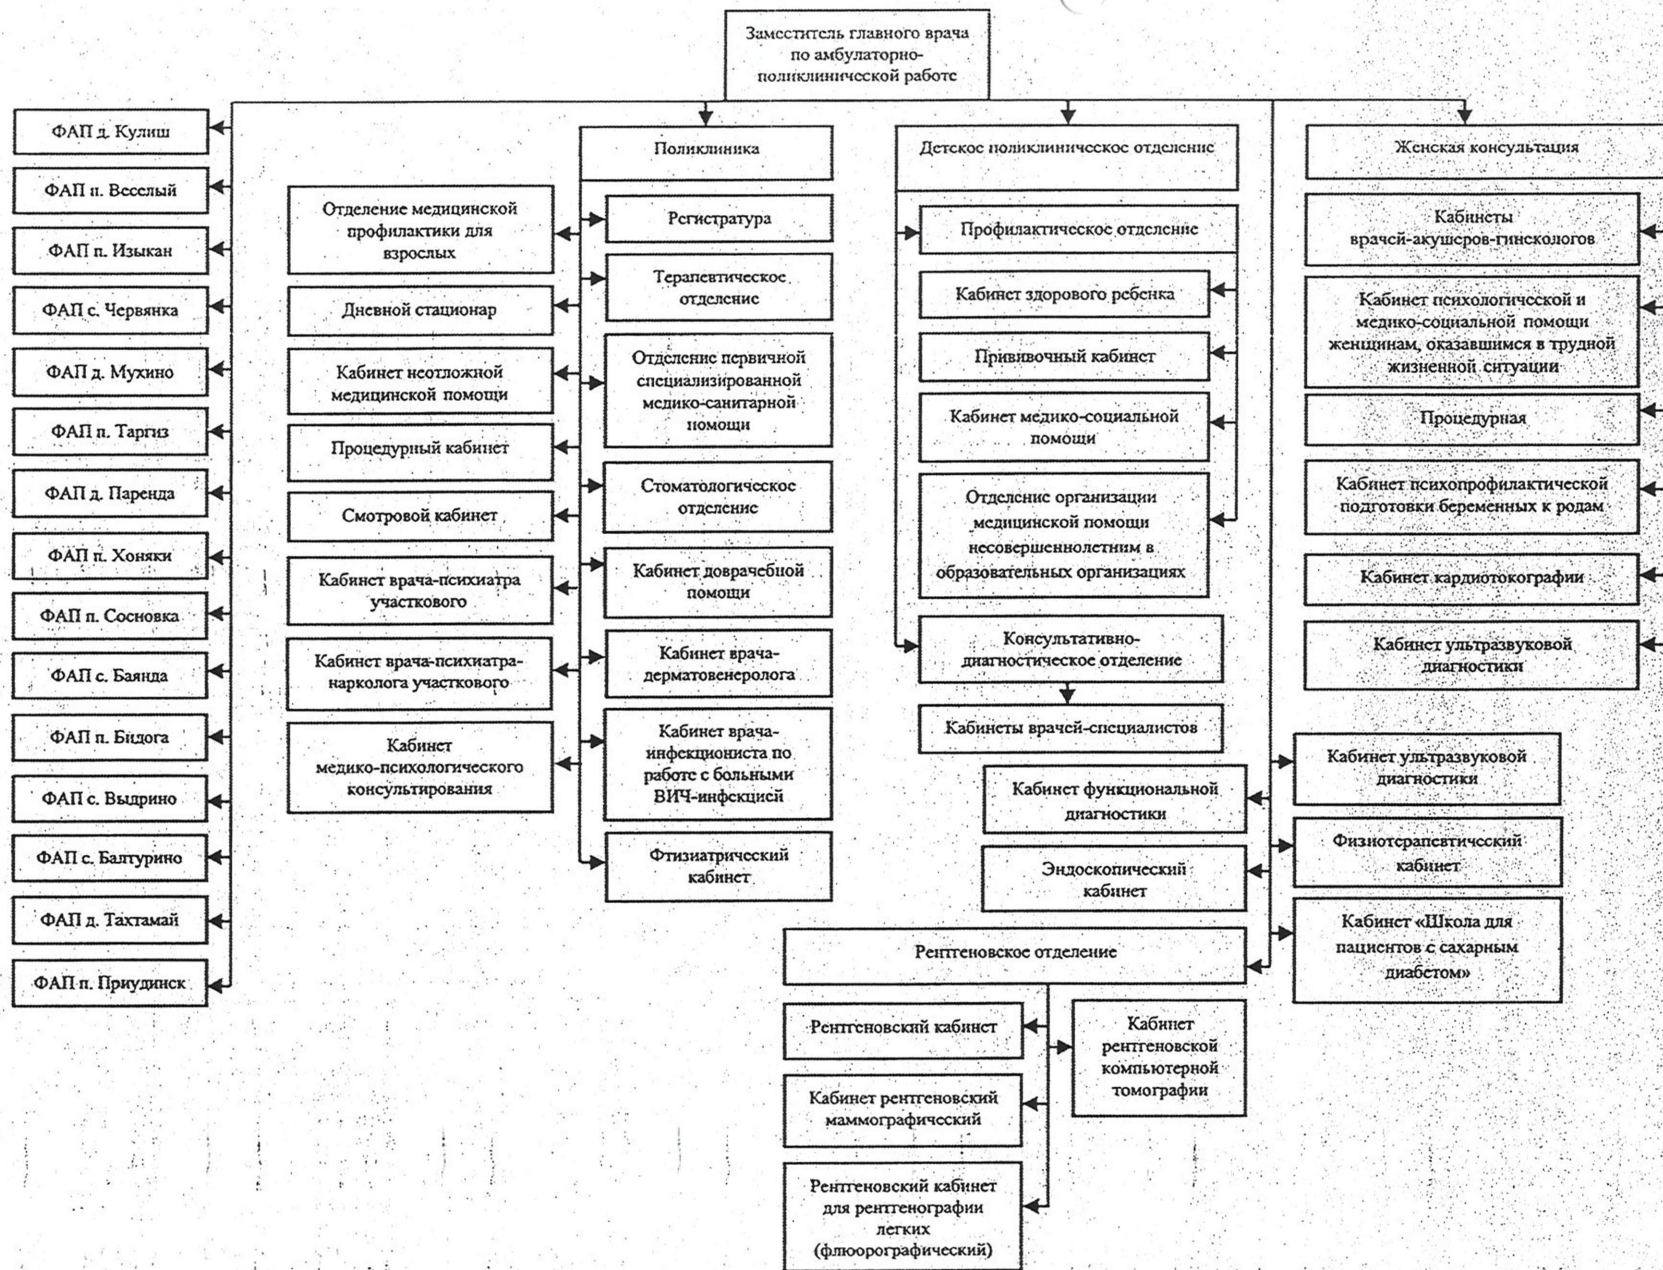 Заместитель главного врача
по амбулаторно-
поликлинической работе
ФАП д. Кулиш
ФАП п. Веселый
ФАП п. Изыкан
ФАП с. Червянка
ФАП д. Мухино
ФАП п. Таргиз
ФАП д. Паренда
ФАП п. Хоняки
ФАП п. Сосновка
ФАП с. Баянда
ФАП п. Бидога
ФАП с. Выдрино
ФАП с. Балтурино
ФАП д. Тахтамай
ФАП п. Приудинск
Поликлиника
Отделение медицинской
профилактики для
взрослых
Дневной стационар
Кабинет неотложной
медицинской помощи
Процедурный кабинет
Смотровой кабинет
Кабинет врача-психиатра
участкового
Кабинет врача-психиатра-
нарколога участкового
Кабинет
медико-психологического
консультирования
Регистратура
Терапевтическое
отделение
Отделение первичной
специализированной
медико-санитарной
помощи
Стоматологическое
отделение
Кабинет доврачебной
помощи
Кабинет врача-
дерматовенеролога
Кабинет врача-
инфекциониста по
работе с больными
ВИЧ-инфекцией
Фтизиатрический
кабинет
Детское поликлиническое отделение
Профилактическое отделение
Кабинет здорового ребенка
Прививочный кабинет
Кабинет медико-социальной
помощи
Отделение организации
медицинской помощи
несовершеннолетним в
образовательных организациях
Консультативно-
диагностическое отделение
Кабинеты врачей-специалистов
Женская консультация
Кабинеты
врачей-акушеров-гинекологов
Кабинет психологической и
медико-социальной помощи
женщинам, оказавшимся в трудной
жизненной ситуации
Процедурная
Кабинет психопрофилактической
подготовки беременных к родам
Кабинет кардиотокографии
Кабинет ультразвуковой
диагностики
Кабинет функциональной
диагностики
Эндоскопический
кабинет
Кабинет ультразвуковой
диагностики
Физиотерапевтический
кабинет
Кабинет «Школа для
пациентов с сахарным
диабетом»
Рентгеновское отделение
Рентгеновский кабинет
Кабинет рентгеновский
маммографический
Рентгеновский кабинет
для рентгенографии
легких
(флюорографический)
Кабинет
рентгеновской
компьютерной
томографии